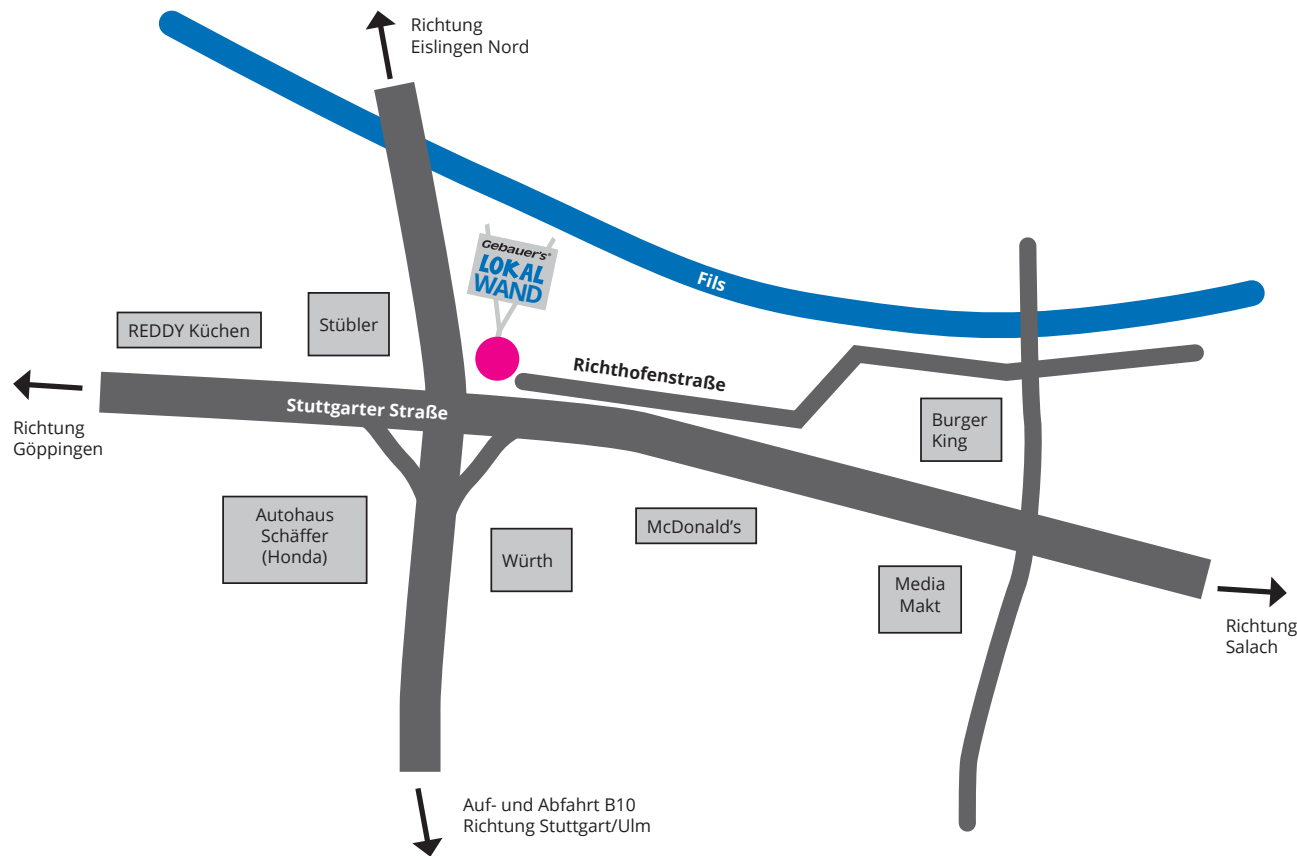 Richtung
Eislingen Nord
Gebauer's®
LOKAL
WAND
Fils
REDDY Küchen
Stübler
Richthofenstraße
Stuttgarter Straße
Richtung
Göppingen
Burger
King
Autohaus
Schäffer
(Honda)
Würth
McDonald's
Media
Makt
Richtung
Salach
Auf- und Abfahrt B10
Richtung Stuttgart/Ulm